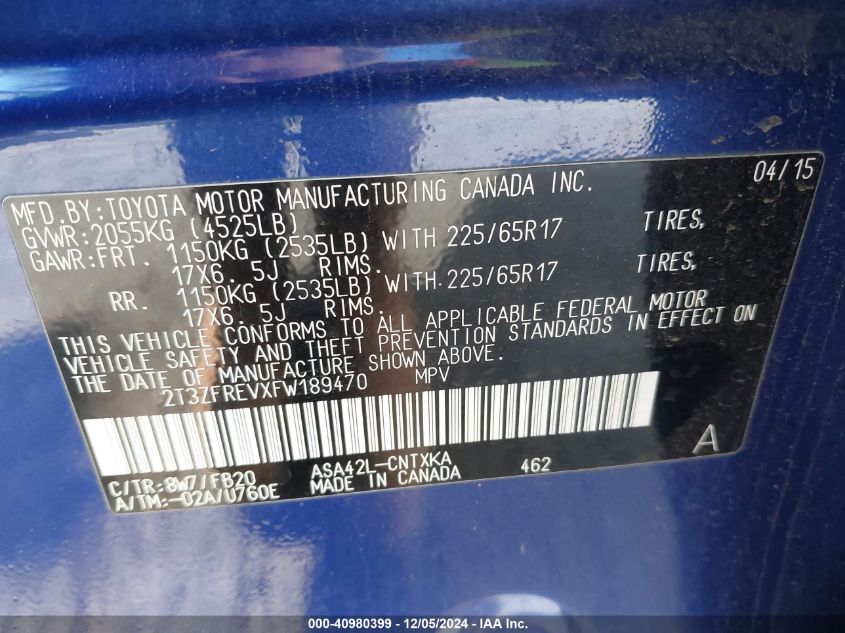 04/15
MFD.BY:TOYOTA MOTOR MANUFACTURING CANADA INC.
GVWR:2055KG (4525LB)
GAWR:FRT. 1150KG (2535LB) WITH 225/65R17 TIRES,
17X6. 5J RIMS.
RR. 1150KG (2535LB) WITH 225/65R17 TIRES,
17X6. 5J RIMS.
THIS VEHICLE CONFORMS TO ALL APPLICABLE FEDERAL MOTOR
VEHICLE SAFETY AND THEFT PREVENTION STANDARDS IN EFFECT ON
THE DATE OF MANUFACTURE SHOWN ABOVE.
2T3ZFREVXFW189470 MPV
A
C/TR:8W7/FB20 ASA42L-CNTXKA 462
A/TM:-02A/U760E MADE IN CANADA
000-40980399 - 12/05/2024 - IAA Inc.